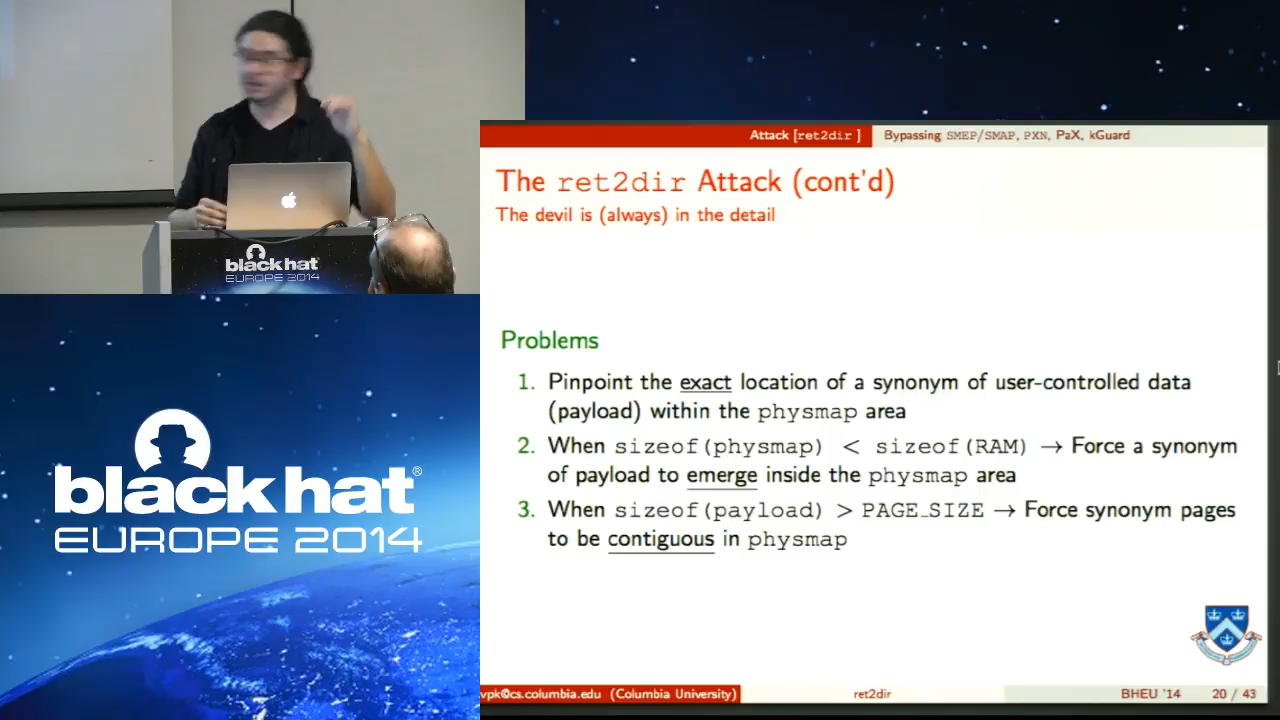 black hat
EUROPE 2014
black hat®
EUROPE 2014
Attack [ret2dir ] Bypassing SMEP/SMAP, PXN, PaX, kGuard
The ret2dir Attack (cont'd)
The devil is (always) in the detail
Problems
1. Pinpoint the exact location of a synonym of user-controlled data
(payload) within the physmap area
2. When sizeof(physmap) < sizeof(RAM) → Force a synonym
of payload to emerge inside the physmap area
3. When sizeof(payload) > PAGE_SIZE → Force synonym pages
to be contiguous in physmap
vpk@cs.columbia.edu (Columbia University) ret2dir BHEU '14 20 / 43